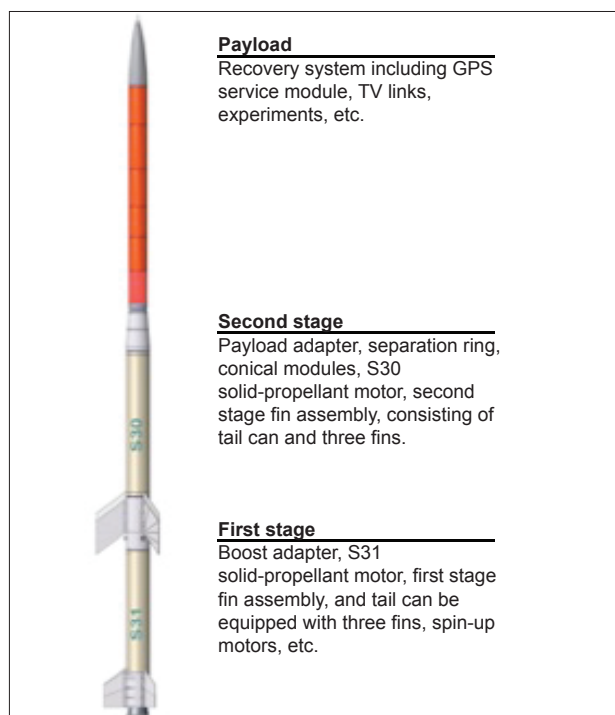 Payload
Recovery system including GPS
service module, TV links,
experiments, etc.
Second stage
Payload adapter, separation ring,
conical modules, S30
solid-propellant motor, second
stage fin assembly, consisting of
tail can and three fins.
S30
First stage
Boost adapter, S31
solid-propellant motor, first stage
fin assembly, and tail can be
equipped with three fins, spin-up
motors, etc.
S31